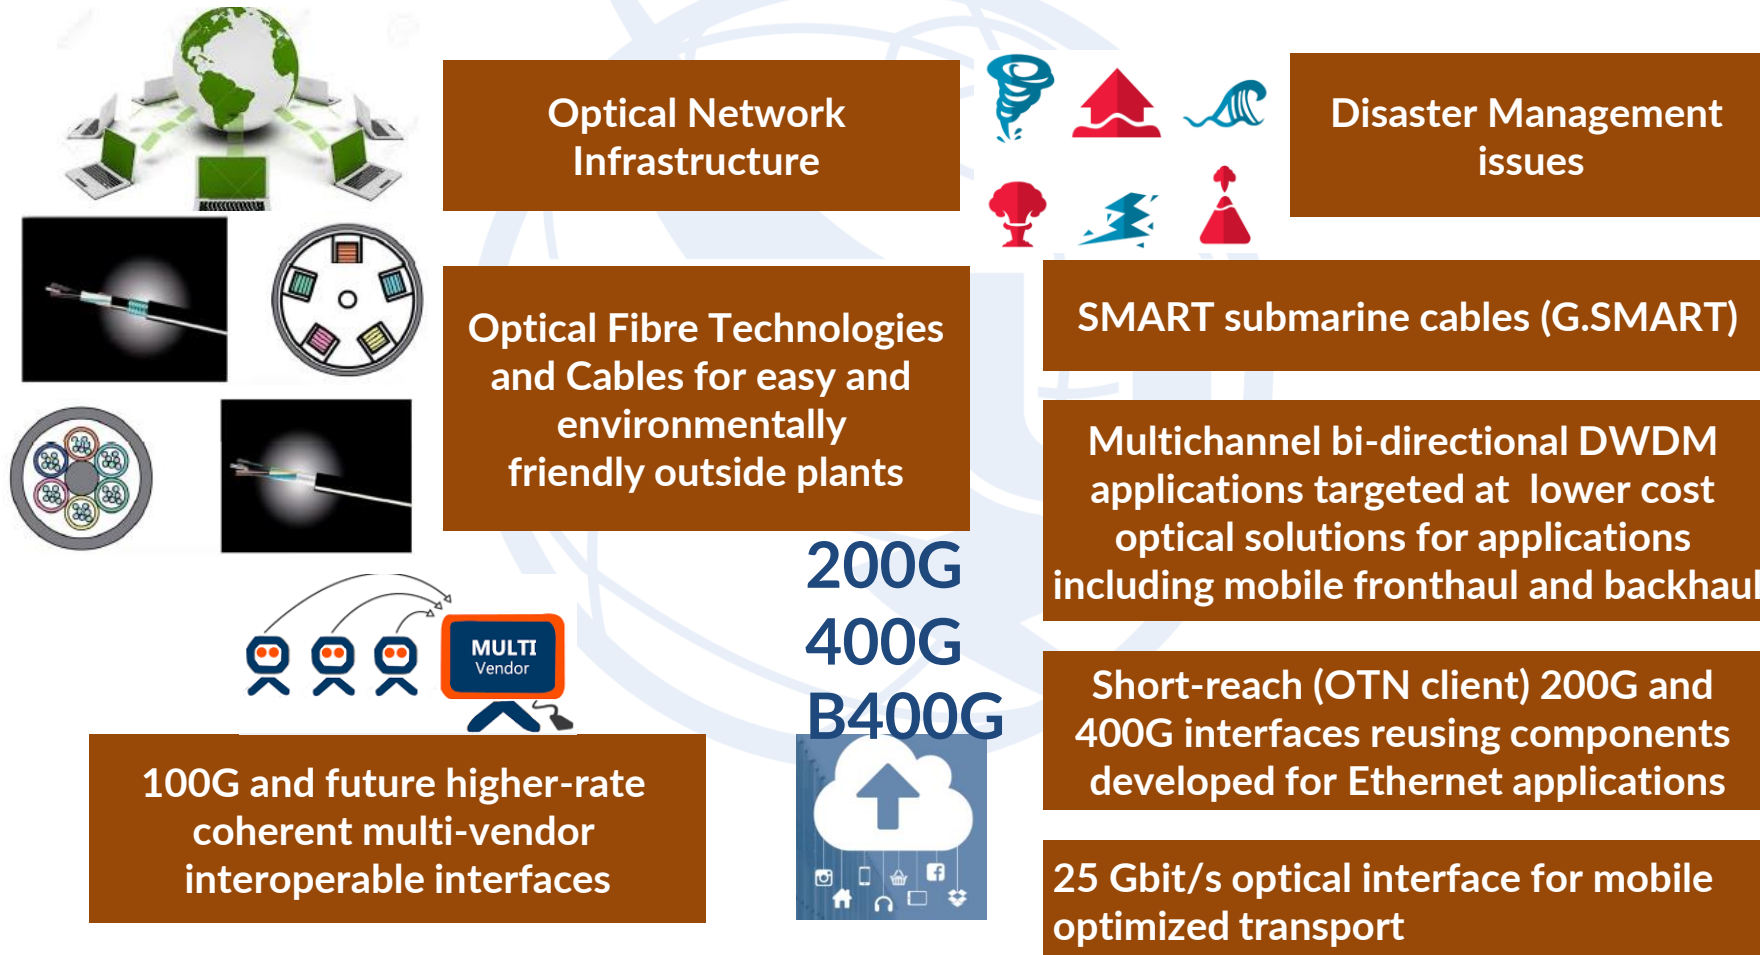 Optical Network
Infrastructure
Disaster Management
issues
Optical Fibre Technologies
and Cables for easy and
environmentally
friendly outside plants
SMART submarine cables (G.SMART)
Multichannel bi-directional DWDM
applications targeted at  lower cost
optical solutions for applications
including mobile fronthaul and backhaul
200G
400G
B400G
MULTI
Vendor
Short-reach (OTN client) 200G and
400G interfaces reusing components
developed for Ethernet applications
100G and future higher-rate
coherent multi-vendor
interoperable interfaces
25 Gbit/s optical interface for mobile
optimized transport